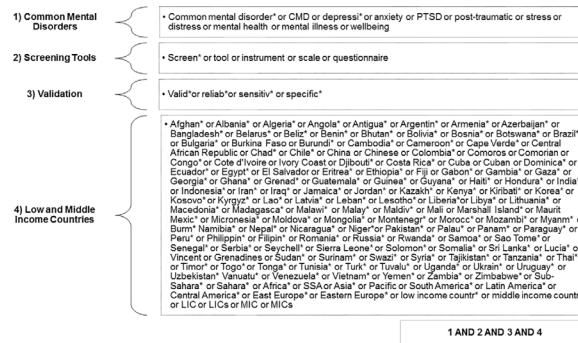 1) Common Mental
Disorders
• Common mental disorder* or CMD or depressi* or anxiety or PTSD or post-traumatic or stress or
distress or mental health or mental illness or wellbeing
2) Screening Tools
• Screen* or tool or instrument or scale or questionnaire
3) Validation
• Valid*or reliab*or sensitiv* or specific*
4) Low and Middle
Income Countries
• Afghan* or Albania* or Algeria* or Angola* or Antigua* or Argentin* or Armenia* or Azerbaijan* or
Bangladesh* or Belarus* or Beliz* or Benin* or Bhutan* or Bolivia* or Bosnia* or Botswana* or Brazil*
or Bulgaria* or Burkina Faso or Burundi* or Cambodia* or Cameroon* or Cape Verde* or Central
African Republic or Chad* or Chile* or China or Chinese or Colombia* or Comoros or Comorian or
Congo* or Cote d'Ivoire or Ivory Coast or Djibouti* or Costa Rica* or Cuba or Cuban or Dominica* or
Ecuador* or Egypt* or El Salvador or Eritrea* or Ethiopia* or Fiji or Gabon* or Gambia* or Gaza* or
Georgia* or Ghana* or Grenad* or Guatemala* or Guinea* or Guyana* or Haiti* or Hondura* or India*
or Indonesia* or Iran* or Iraq* or Jamaica* or Jordan* or Kazakh* or Kenya* or Kiribati* or Korea* or
Kosovo* or Kyrgyz* or Lao* or Latvia* or Leban* or Lesotho* or Liberia*or Libya* or Lithuania* or
Macedonia* or Madagasca* or Malawi* or Malay* or Maldiv* or Mali or Marshall Island* or Maurit
Mexic* or Micronesia* or Moldova* or Mongolia* or Montenegr* or Morocc* or Mozambi* or Myanm*
Burm* Namibia* or Nepal* or Nicaragua* or Niger*or Pakistan* or Palau* or Panam* or Paraguay* or
Peru* or Philippin* or Filipin* or Romania* or Russia* or Rwanda* or Samoa* or Sao Tome* or
Senegal* or Serbia* or Seychell* or Sierra Leone* or Solomon* or Somalia* or Sri Lanka* or Lucia* or
Vincent or Grenadines or Sudan* or Surinam* or Swazi* or Syria* or Tajikistan* or Tanzania* or Thai*
or Timor* or Togo* or Tonga* or Tunisia* or Turk* or Tuvalu* or Uganda* or Ukrain* or Uruguay* or
Uzbekistan* Vanuatu* or Venezuela* or Vietnam* or Yemen* or Zambia* or Zimbabwe* or Sub-
Sahara* or Sahara* or Africa* or SSA or Asia* or Pacific or South America* or Latin America* or
Central America* or East Europe* or Eastern Europe* or low income countr* or middle income countr
or LIC or LICs or MIC or MICs
1 AND 2 AND 3 AND 4